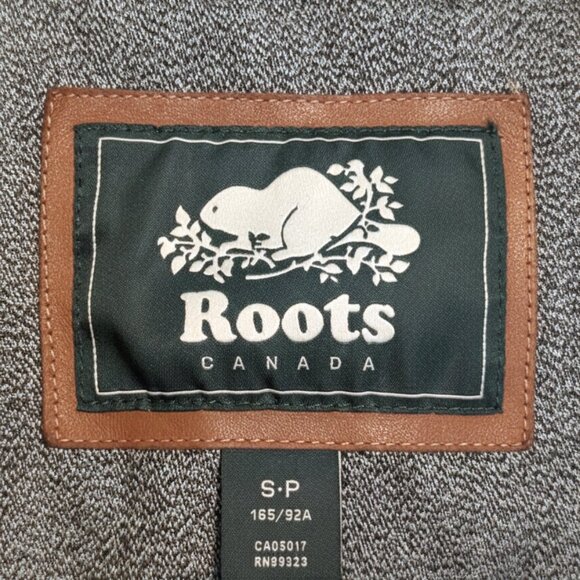 Roots
CANADA
S·P
165/92A
CA05017
RN99323